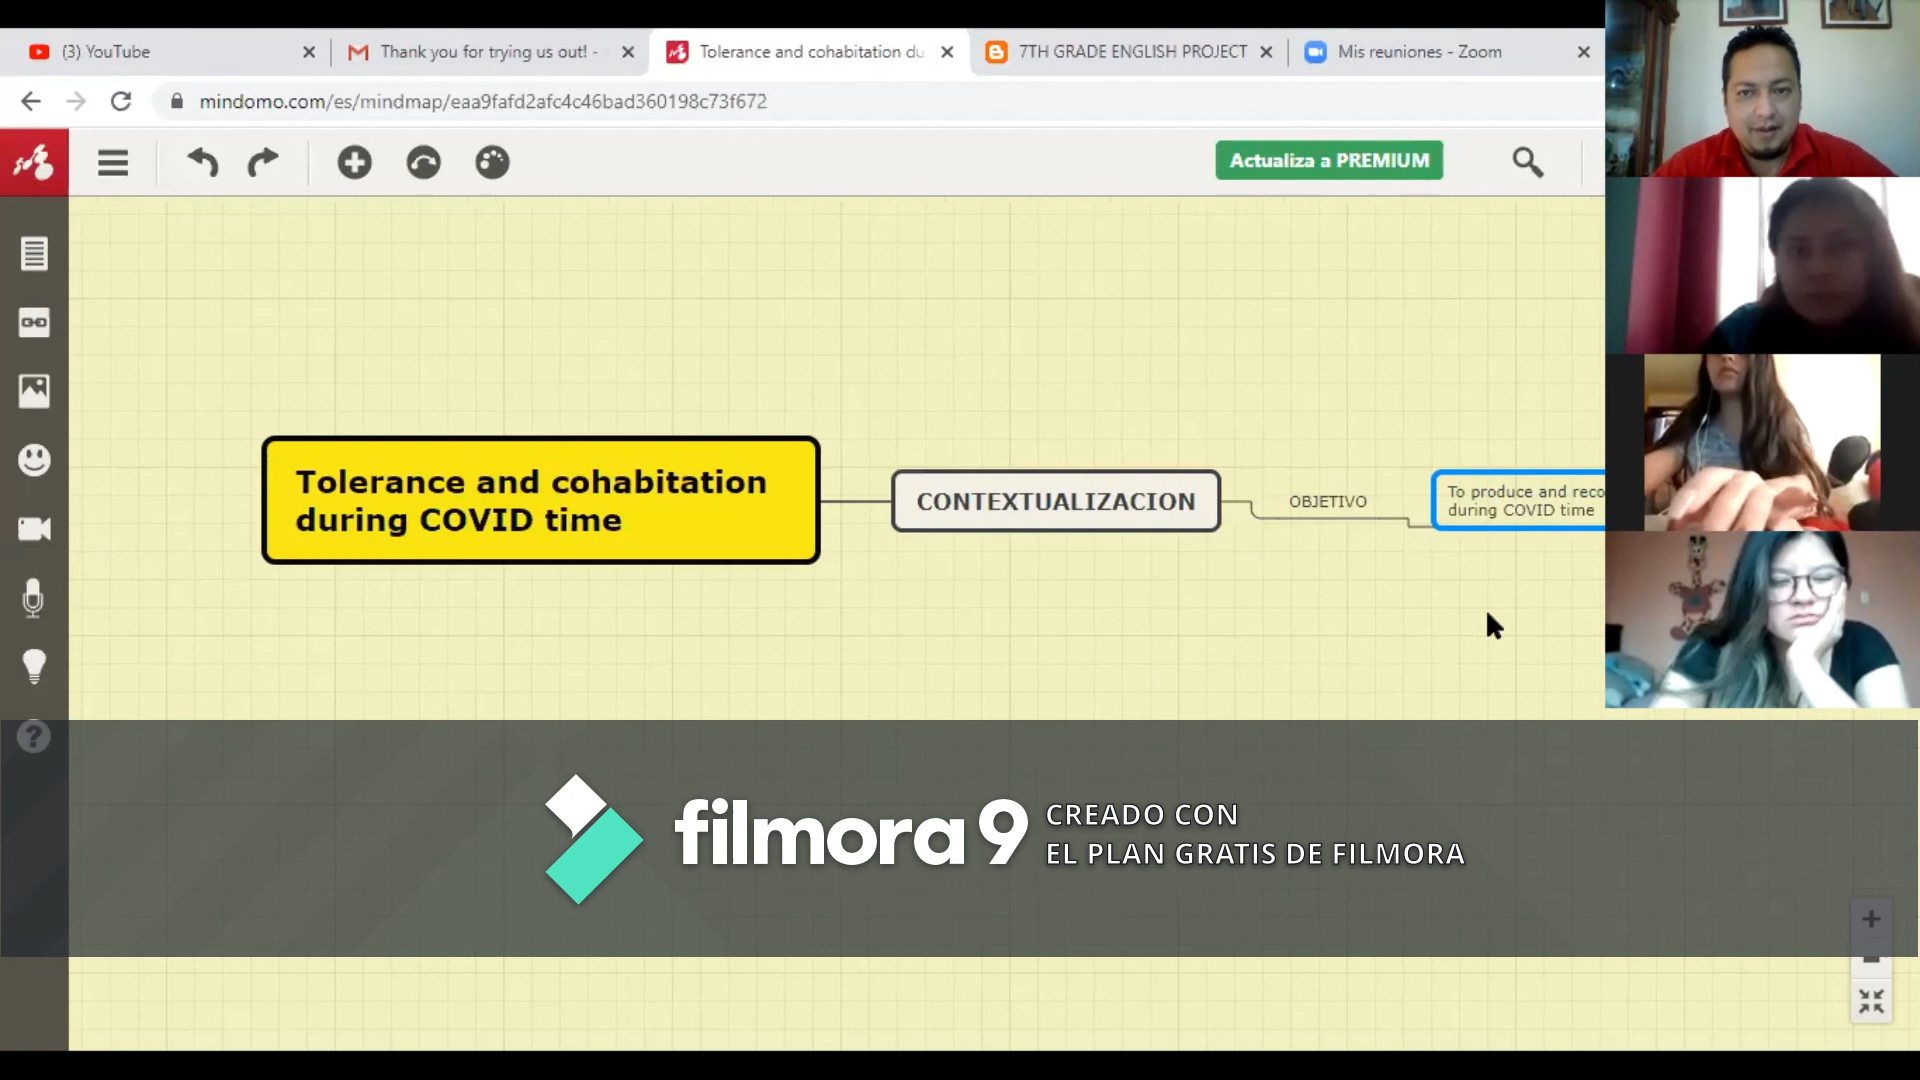 (3) YouTube
Thank you for trying us out! -
Tolerance and cohabitation du
7TH GRADE ENGLISH PROJECT
Mis reuniones - Zoom
mindomo.com/es/mindmap/eaa9fafd2afc4c46bad360198c73f672
Actualiza a PREMIUM
Tolerance and cohabitation
during COVID time
CONTEXTUALIZACION
OBJETIVO
To produce and reco
during COVID time
filmora9
CREADO CON
EL PLAN GRATIS DE FILMORA